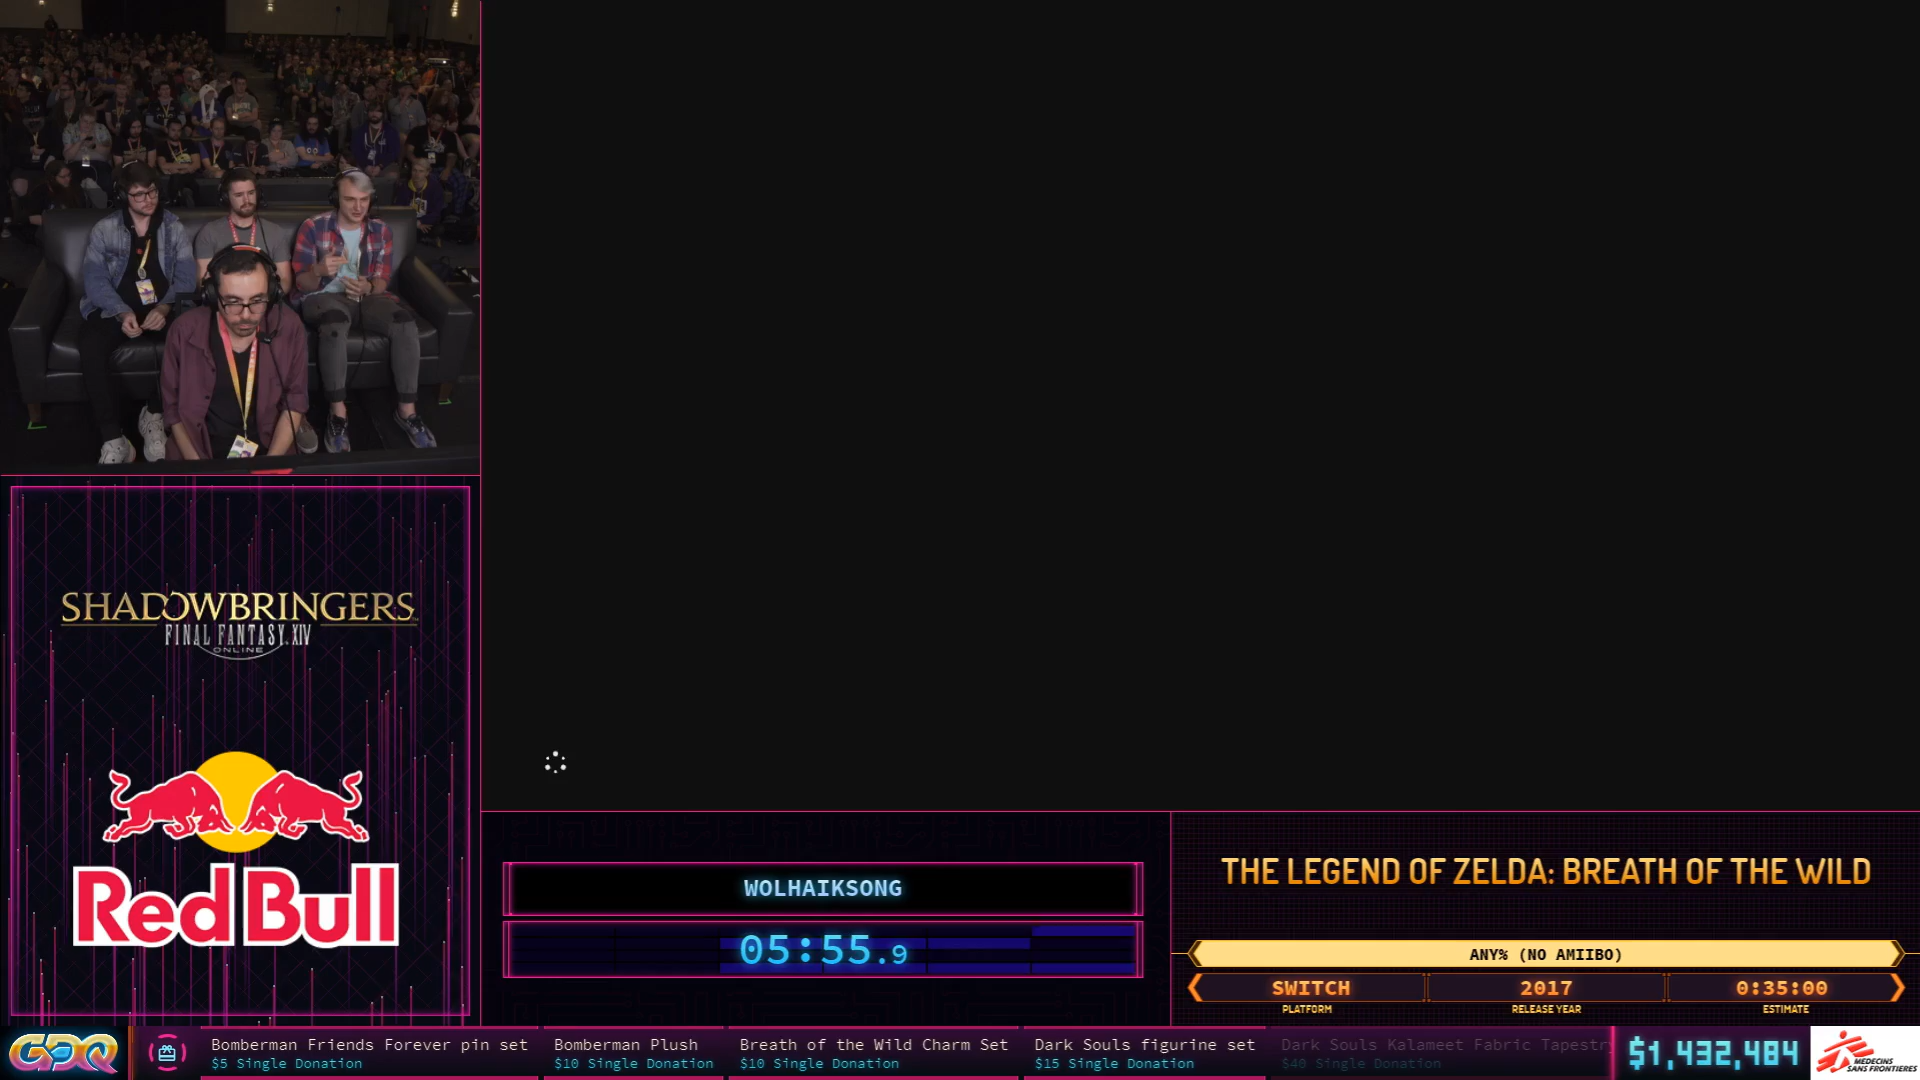 SHADOWBRINGERS
FINAL FANTASY XIV
ONLINE
Red Bull
WOLHAIKSONG
05:55.9
THE LEGEND OF ZELDA: BREATH OF THE WILD
ANY% (NO AMIIBO)
SWITCH
PLATFORM
2017
RELEASE YEAR
0:35:00
ESTIMATE
GDQ
Bomberman Friends Forever pin set
$5 Single Donation
Bomberman Plush
$10 Single Donation
Breath of the Wild Charm Set
$10 Single Donation
Dark Souls figurine set
$15 Single Donation
Dark Souls Kalameet Fabric Tapestry
$40 Single Donation
$1,432,484
MEDECINS
SANS FRONTIERES